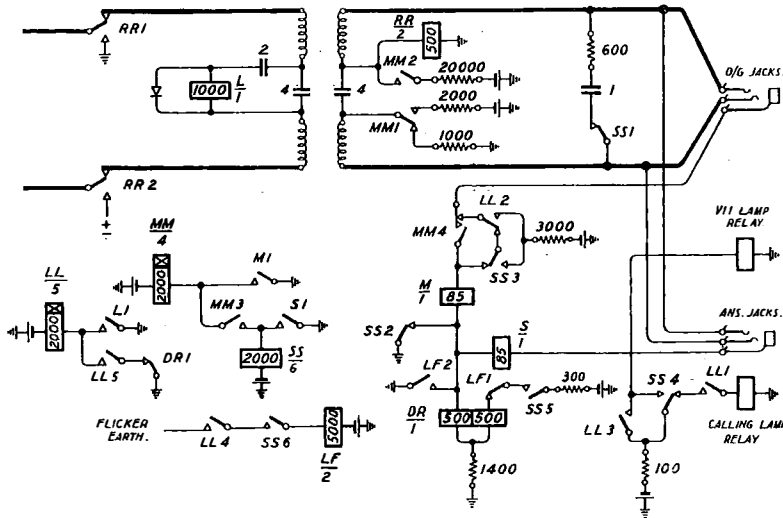 RR1
RR
2
500
2
MM2
20000
600
1000
L
1
4
4
2000
1
O/G JACKS.
MM1
1000
SS1
RR2
LL2
MM4
3000
VII LAMP
RELAY.
MM
4
2000
M1
SS3
M
1
85
LL
5
2000
L1
MM3
S1
SS2
S
1
85
ANS. JACKS.
LL5
DR1
2000
SS
6
LF2
LF1
300
SS5
SS4
LL1
FLICKER
EARTH.
LL4
SS6
5000
LF
2
DR
1
500
500
LL3
CALLING LAMP
RELAY
1400
100